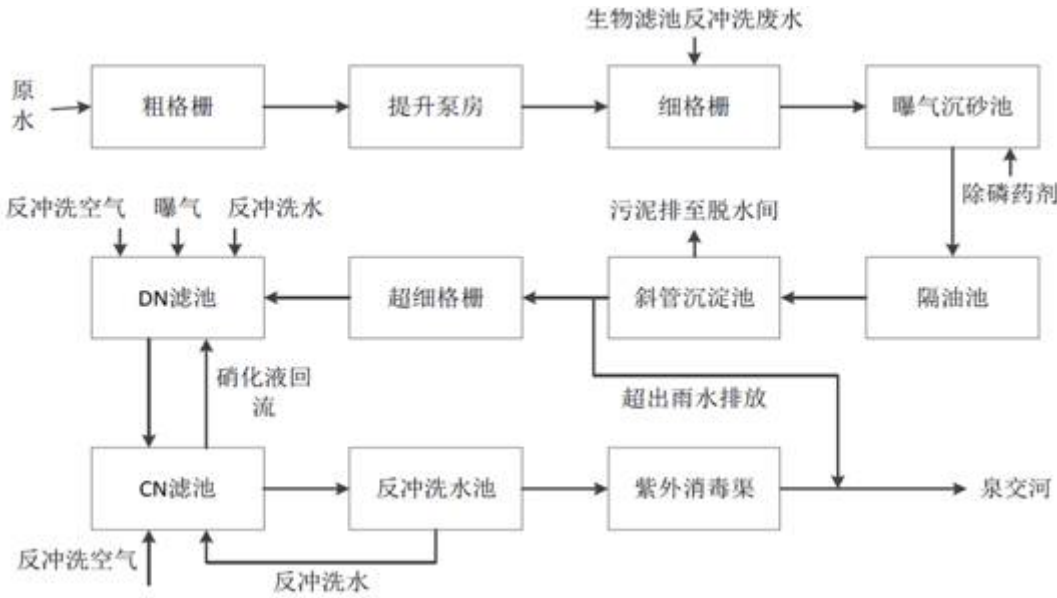 生物滤池反冲洗废水
原
水
粗格栅
提升泵房
细格栅
曝气沉砂池
除磷药剂
反冲洗空气
曝气
反冲洗水
污泥排至脱水间
DN滤池
超细格栅
斜管沉淀池
隔油池
硝化液回
流
超出雨水排放
CN滤池
反冲洗水池
紫外消毒渠
泉交河
反冲洗空气
反冲洗水